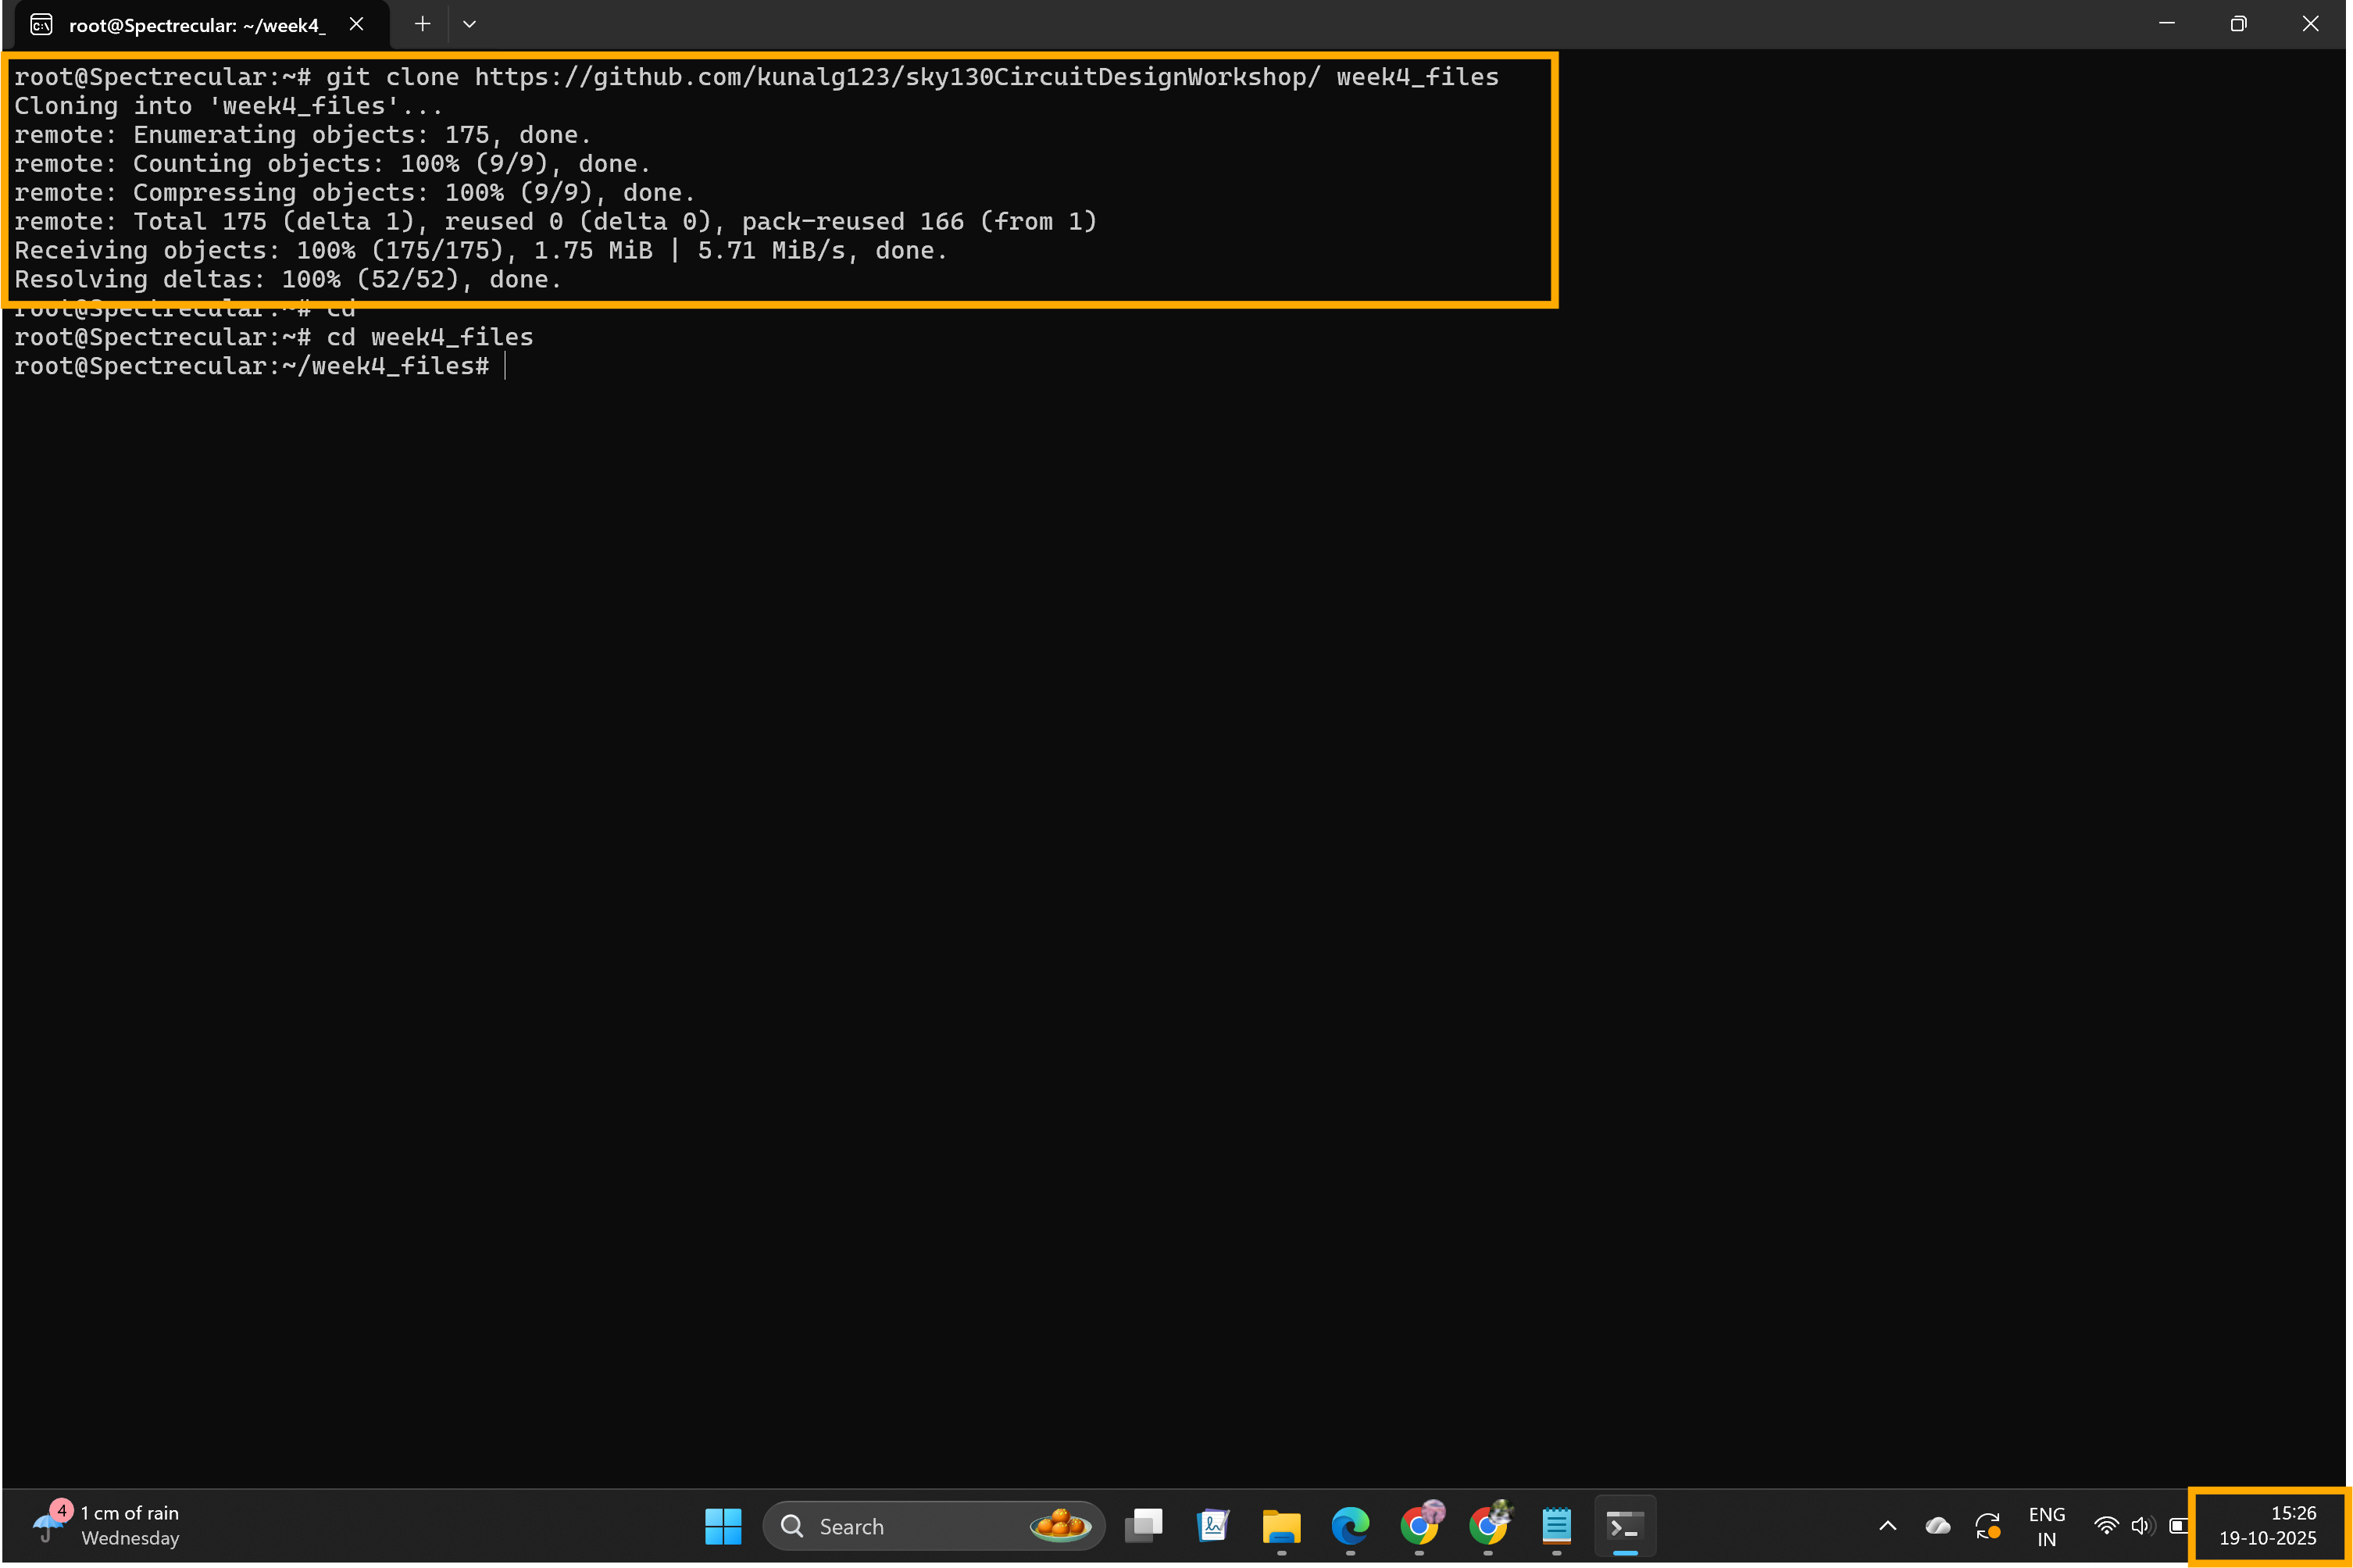 root@Spectrecular: ~/week4_
root@Spectrecular:~# git clone https://github.com/kunalg123/sky130CircuitDesignWorkshop/ week4_files
Cloning into 'week4_files'...
remote: Enumerating objects: 175, done.
remote: Counting objects: 100% (9/9), done.
remote: Compressing objects: 100% (9/9), done.
remote: Total 175 (delta 1), reused 0 (delta 0), pack-reused 166 (from 1)
Receiving objects: 100% (175/175), 1.75 MiB | 5.71 MiB/s, done.
Resolving deltas: 100% (52/52), done.
root@Spectrecular:~# cd
root@Spectrecular:~# cd week4_files
root@Spectrecular:~/week4_files#
4
1 cm of rain
Wednesday
Search
ENG
IN
15:26
19-10-2025